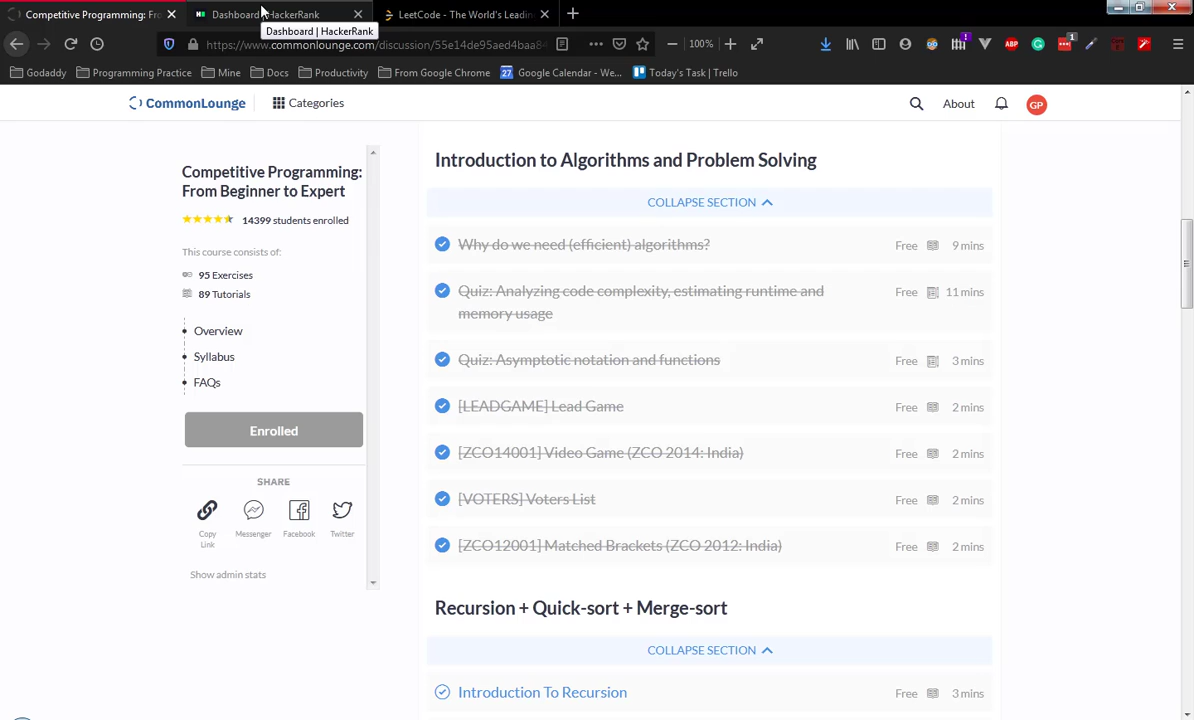 Competitive Programming: Fro
Dashboard | HackerRank
LeetCode - The World's Leadin
Dashboard | HackerRank
https://www.commonlounge.com/discussion/55e14de95aed4baa84
100%
Godaddy
Programming Practice
Mine
Docs
Productivity
From Google Chrome
27 Google Calendar - We...
Today's Task | Trello
CommonLounge
Categories
About
GP
Competitive Programming:
From Beginner to Expert
14399 students enrolled
This course consists of:
95 Exercises
89 Tutorials
Overview
Syllabus
FAQs
Enrolled
SHARE
Copy Link
Messenger
Facebook
Twitter
Show admin stats
Introduction to Algorithms and Problem Solving
COLLAPSE SECTION
Why do we need (efficient) algorithms? Free 9 mins
Quiz: Analyzing code complexity, estimating runtime and Free 11 mins
memory usage
Quiz: Asymptotic notation and functions Free 3 mins
[LEADGAME] Lead Game Free 2 mins
[ZCO14001] Video Game (ZCO 2014: India) Free 2 mins
[VOTERS] Voters List Free 2 mins
[ZCO12001] Matched Brackets (ZCO 2012: India) Free 2 mins
Recursion + Quick-sort + Merge-sort
COLLAPSE SECTION
Introduction To Recursion Free 3 mins